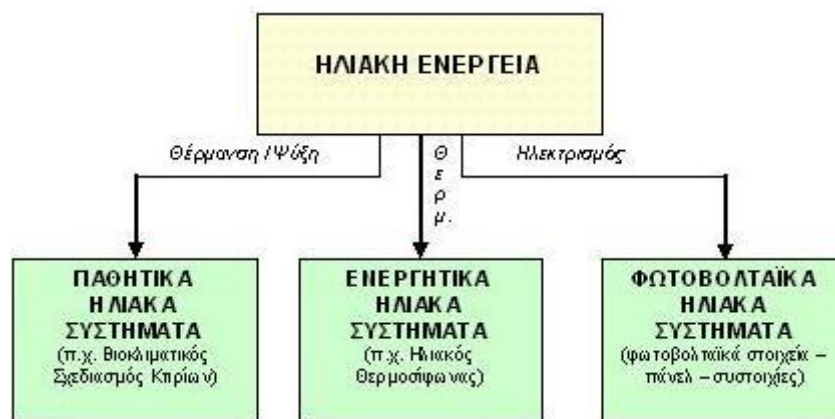 ΗΛΙΑΚΗ ΕΝΕΡΓΕΙΑ
Θέρμανση / Ψύξη
Θερμ.
Ηλεκτρισμός
ΠΑΘΗΤΙΚΑ
ΗΛΙΑΚΑ
ΣΥΣΤΗΜΑΤΑ
(π.χ. Βιοκλιματικός
Σχεδιασμός Κτιρίων)
ΕΝΕΡΓΗΤΙΚΑ
ΗΛΙΑΚΑ
ΣΥΣΤΗΜΑΤΑ
(π.χ. Ηλιακός
Θερμοσίφωνας)
ΦΩΤΟΒΟΛΤΑΪΚΑ
ΗΛΙΑΚΑ
ΣΥΣΤΗΜΑΤΑ
(φωτοβολταϊκά στοιχεία –
πάνελ – συστοιχίες)